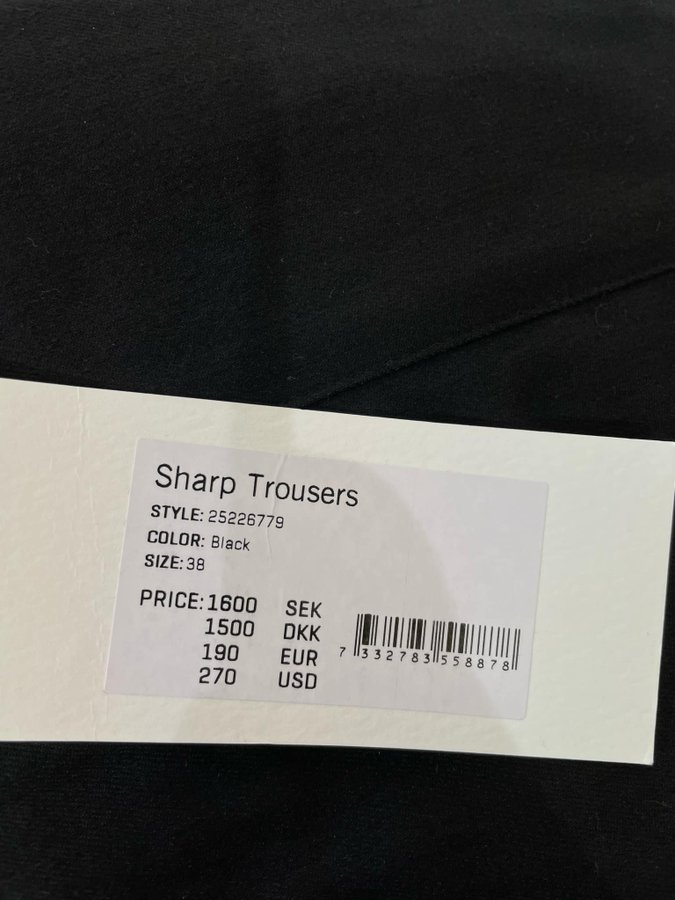 Sharp Trousers
STYLE: 25226779
COLOR: Black
SIZE: 38
PRICE: 1600 SEK
1500 DKK
190 EUR
270 USD
7 332783 558878